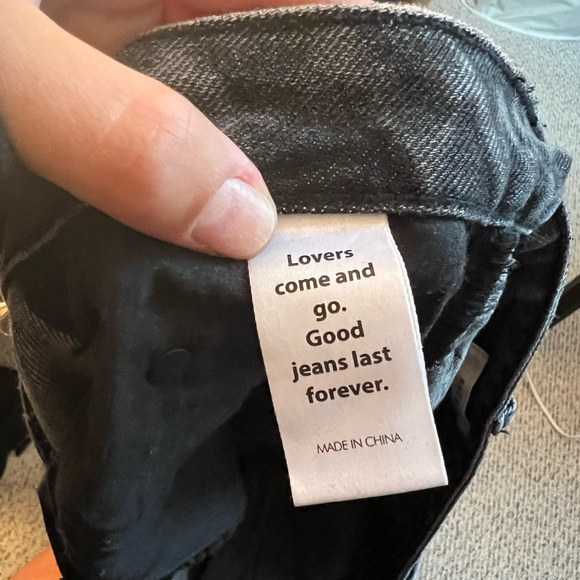 Lovers
come and
go.
Good
jeans last
forever.
MADE IN CHINA